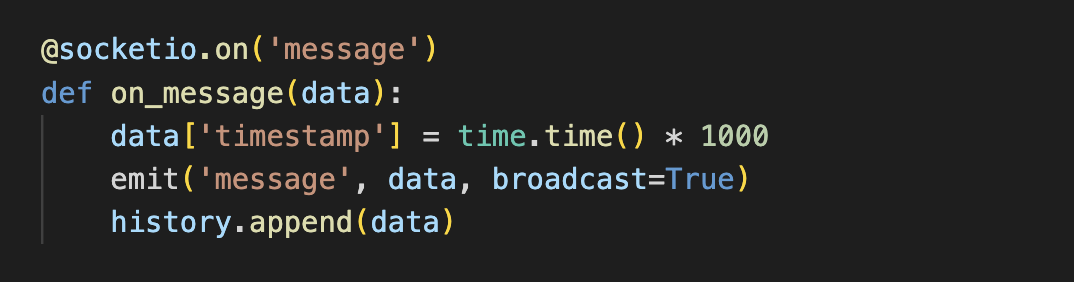 @socketio.on('message')
def on_message(data):
    data['timestamp'] = time.time() * 1000
    emit('message', data, broadcast=True)
    history.append(data)